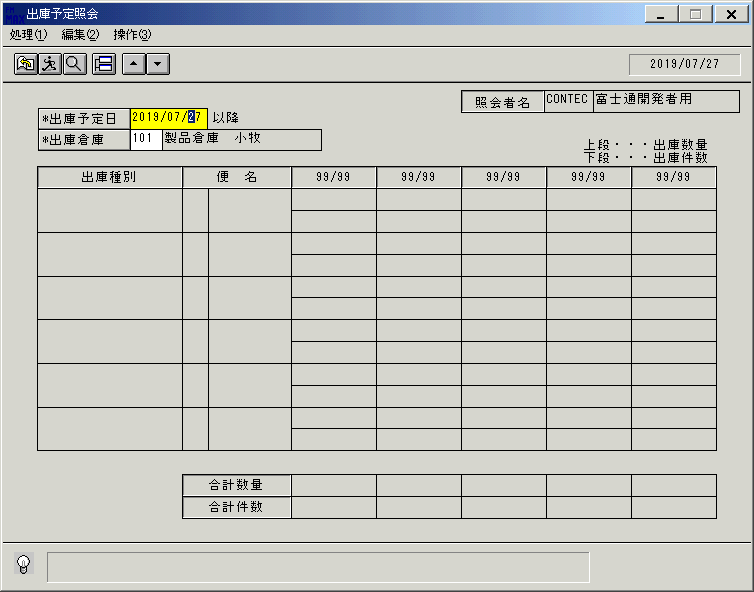 出庫予定照会
処理(1) 編集(2) 操作(3)
2019/07/27
照会者名 CONTEC 富士通開発者用
*出庫予定日 2019/07/27 以降
*出庫倉庫 101 製品倉庫 小牧
上段・・・出庫数量
下段・・・出庫件数
出庫種別 便 名 99/99 99/99 99/99 99/99 99/99
合計数量
合計件数